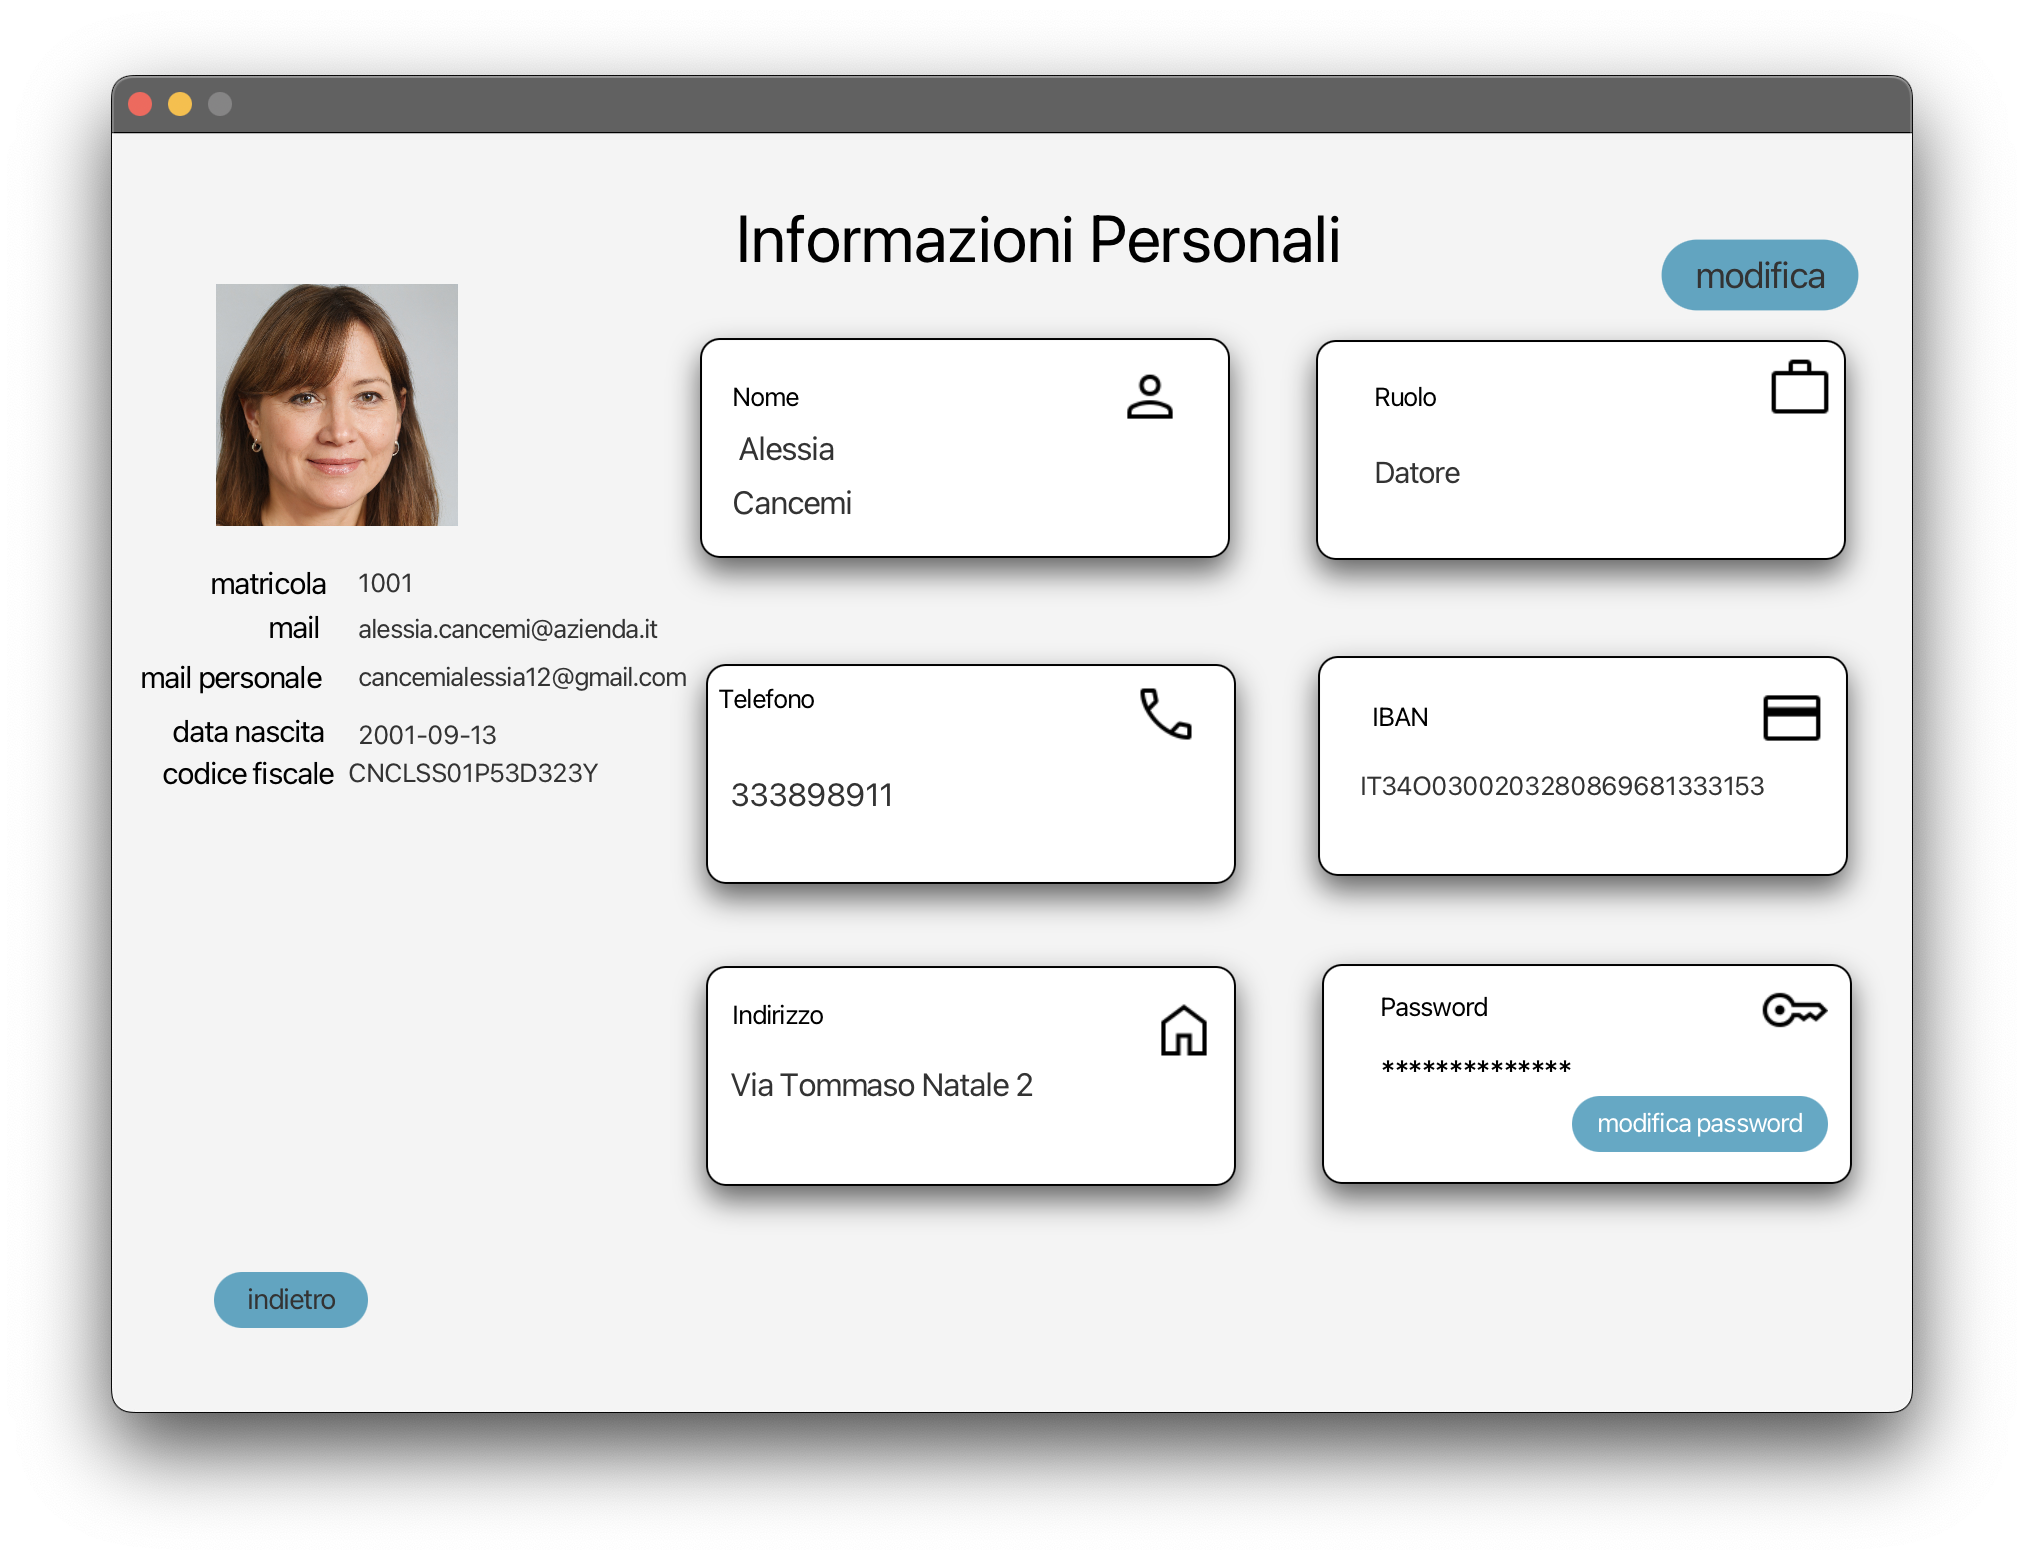 Informazioni Personali
modifica
matricola 1001
mail alessia.cancemi@azienda.it
mail personale cancemialessia12@gmail.com
data nascita 2001-09-13
codice fiscale CNCLSS01P53D323Y
Nome
Alessia
Cancemi
Ruolo
Datore
Telefono
333898911
IBAN
IT34O0300203280869681333153
Indirizzo
Via Tommaso Natale 2
Password
**************
modifica password
indietro